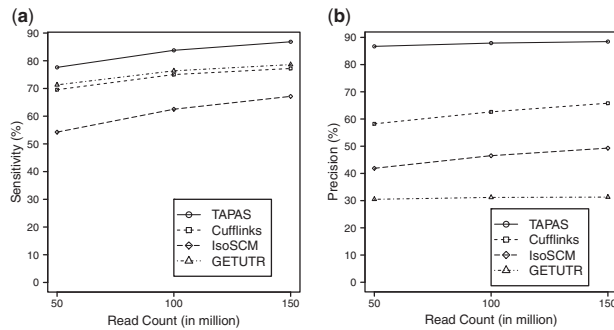 (a)
90
80
70
60
50
40
30
20
10
0
Sensitivity (%)
TAPAS
Cufflinks
IsoSCM
GETUTR
50 100 150
Read Count (in million)
(b)
90
80
70
60
50
40
30
20
10
0
Precision (%)
TAPAS
Cufflinks
IsoSCM
GETUTR
50 100 150
Read Count (in million)